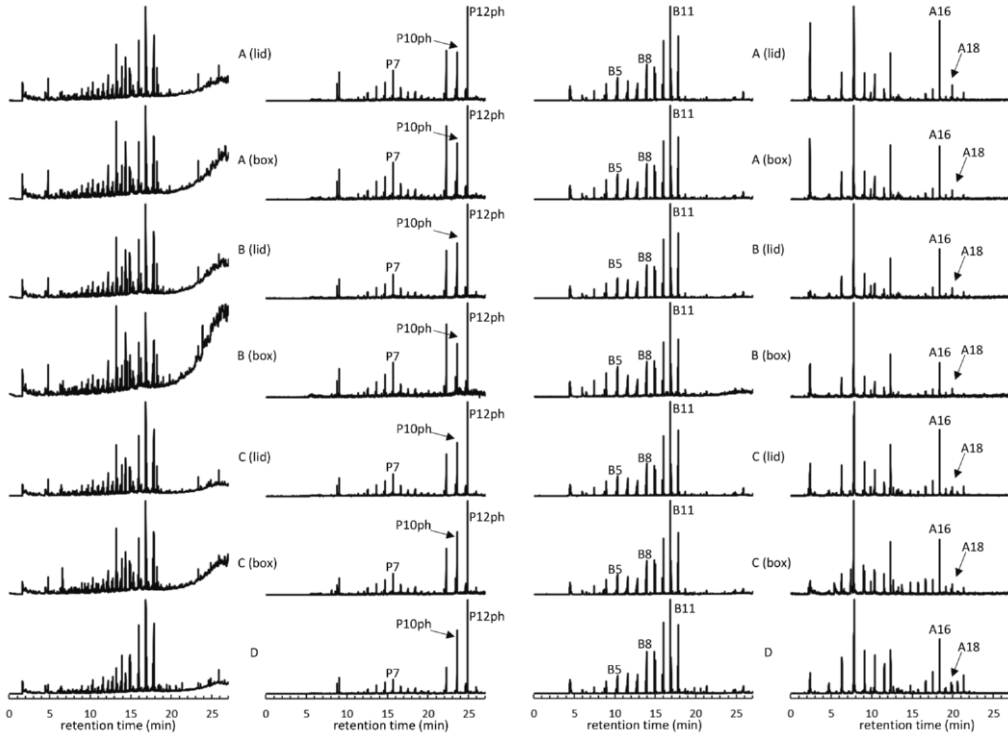 P12ph B11 A16
P10ph B8 A18
A (lid) P7 B5 A (lid)
P12ph B11
P10ph B8 A16
A (box) P7 B5 A (box) A18
P12ph B11
P10ph A16
B (lid) P7 B5 B8 B (lid) A18
P12ph B11
P10ph A16
B (box) P7 B5 B8 B (box) A18
P12ph B11
P10ph A16
C (lid) P7 B5 B8 C (lid) A18
P12ph B11
P10ph A16
C (box) P7 B5 B8 C (box) A18
P12ph B11
P10ph A16
D P7 B5 B8 D A18
0 5 10 15 20 25 0 5 10 15 20 25 0 5 10 15 20 25 0 5 10 15 20 25
retention time (min) retention time (min) retention time (min) retention time (min)